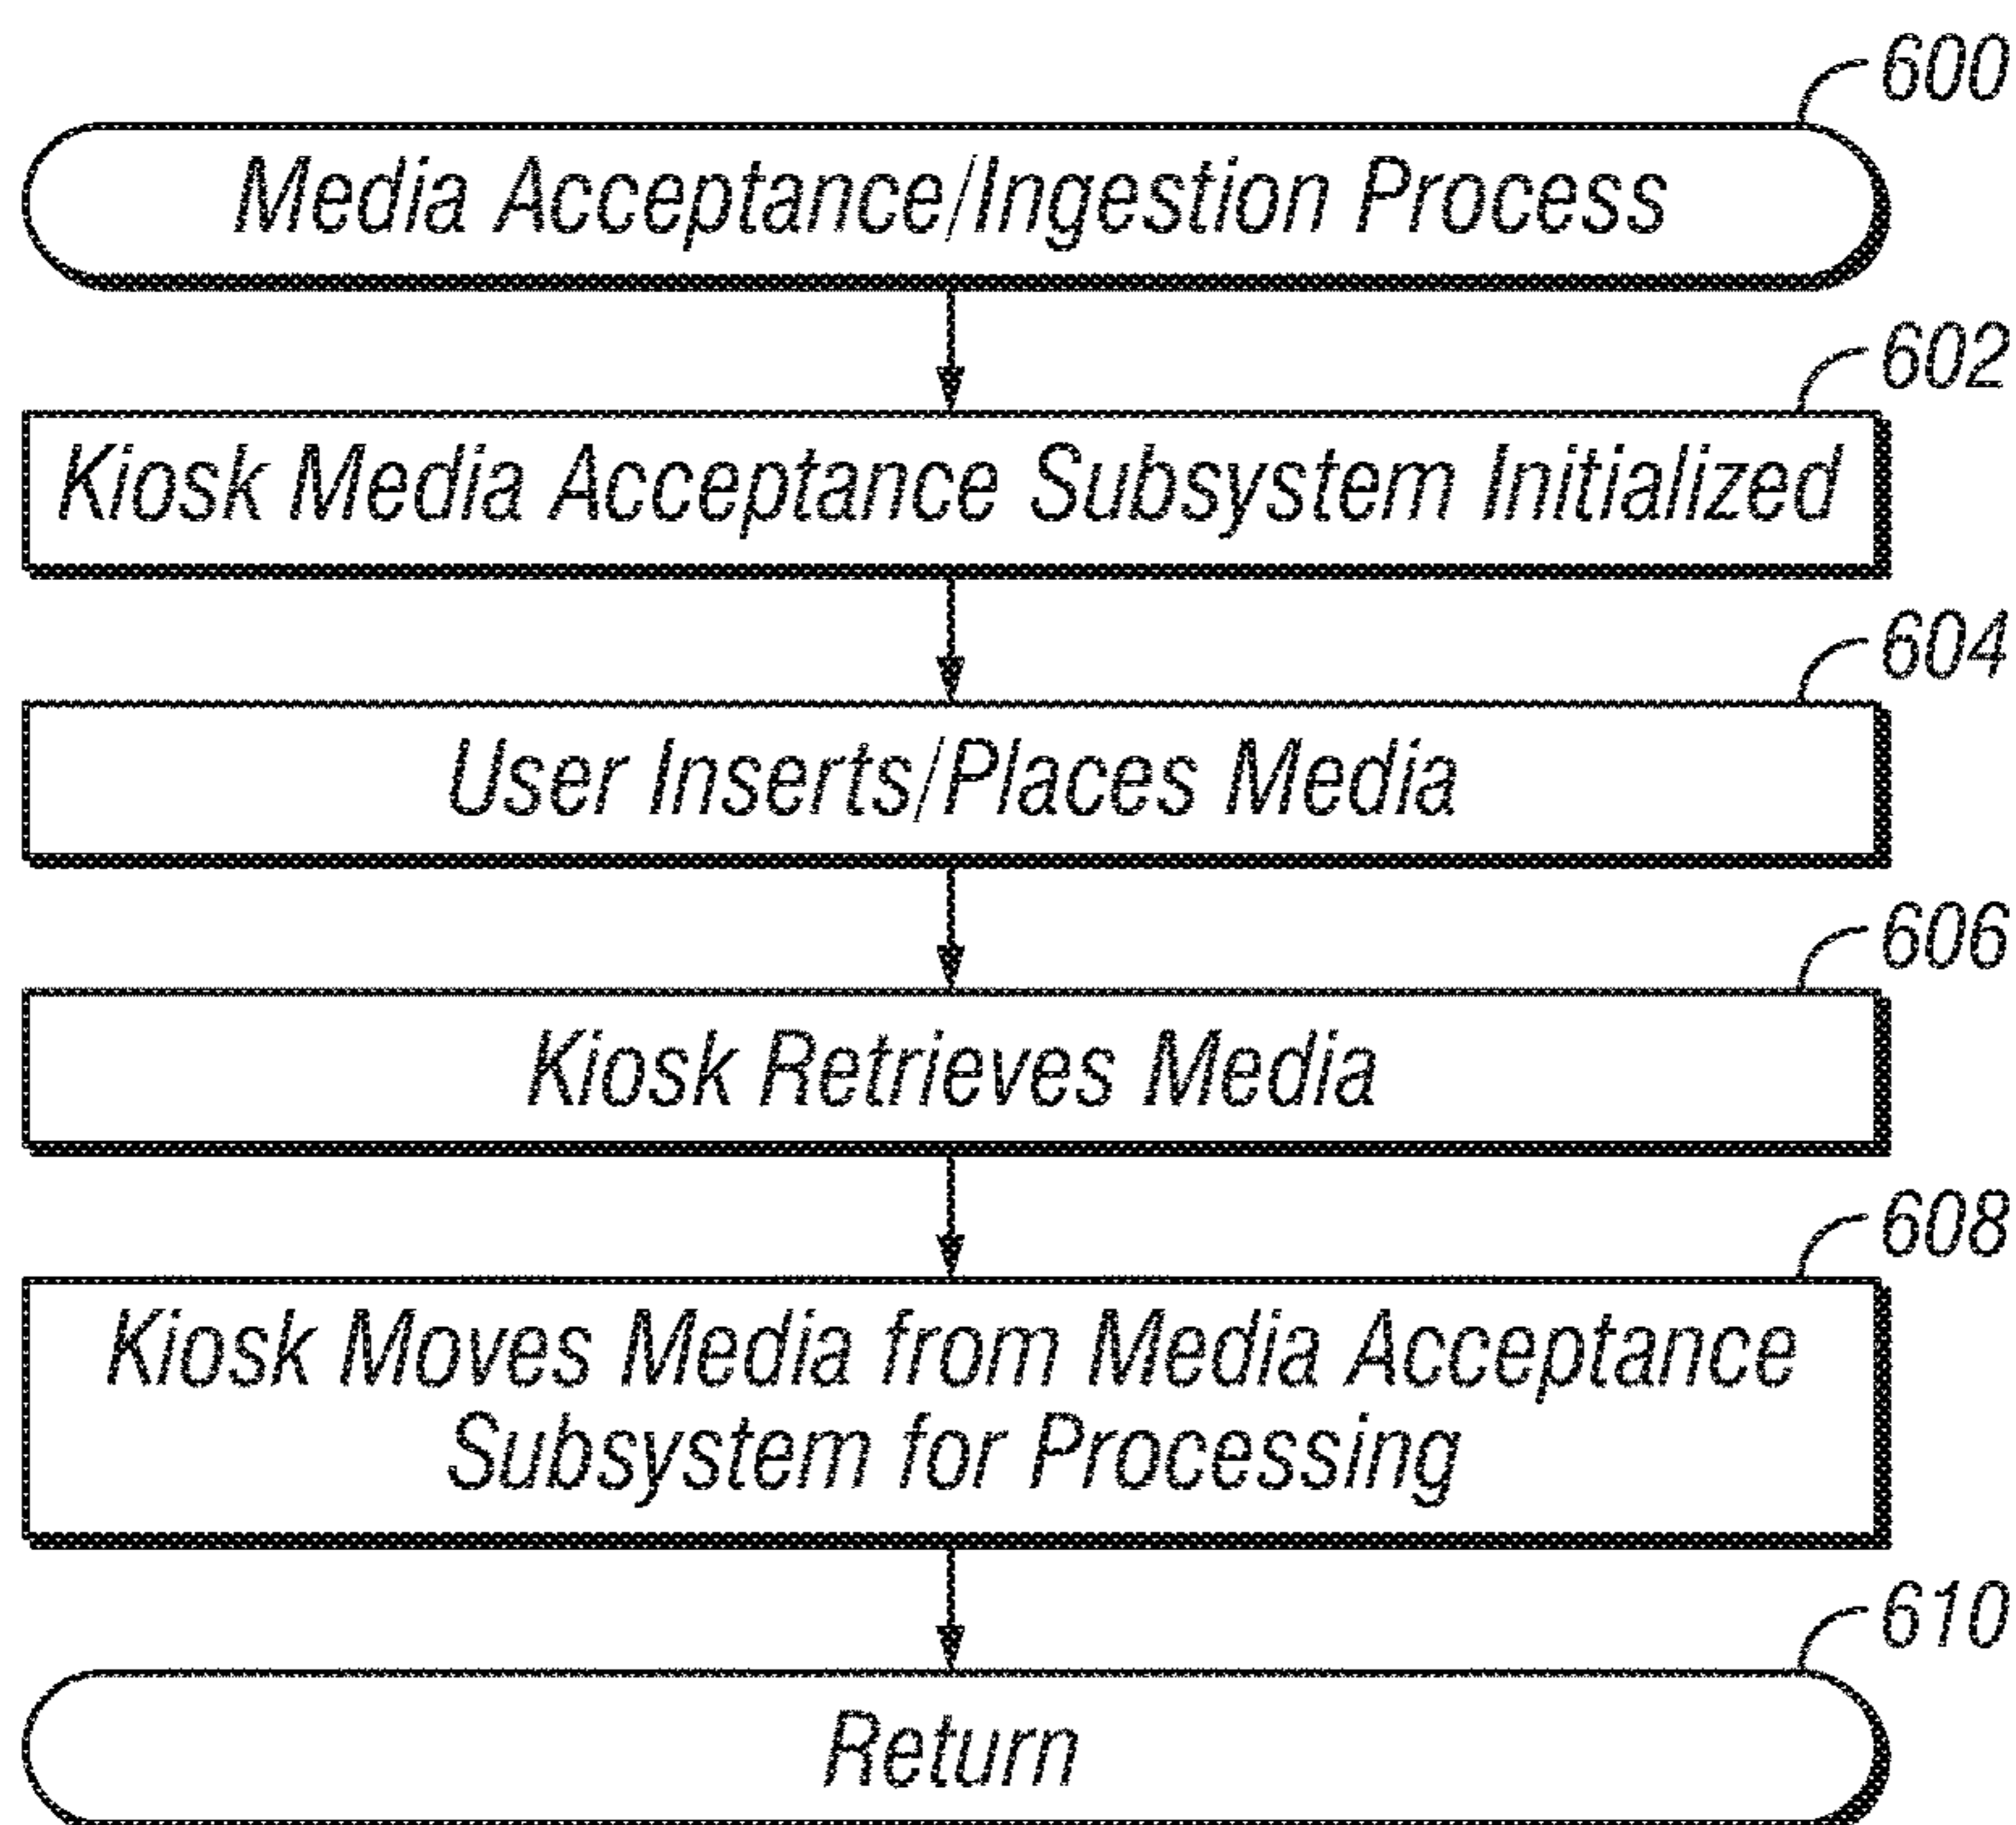 600
Media Acceptance/Ingestion Process
602
Kiosk Media Acceptance Subsystem Initialized
604
User Inserts/Places Media
606
Kiosk Retrieves Media
608
Kiosk Moves Media from Media Acceptance
Subsystem for Processing
610
Return